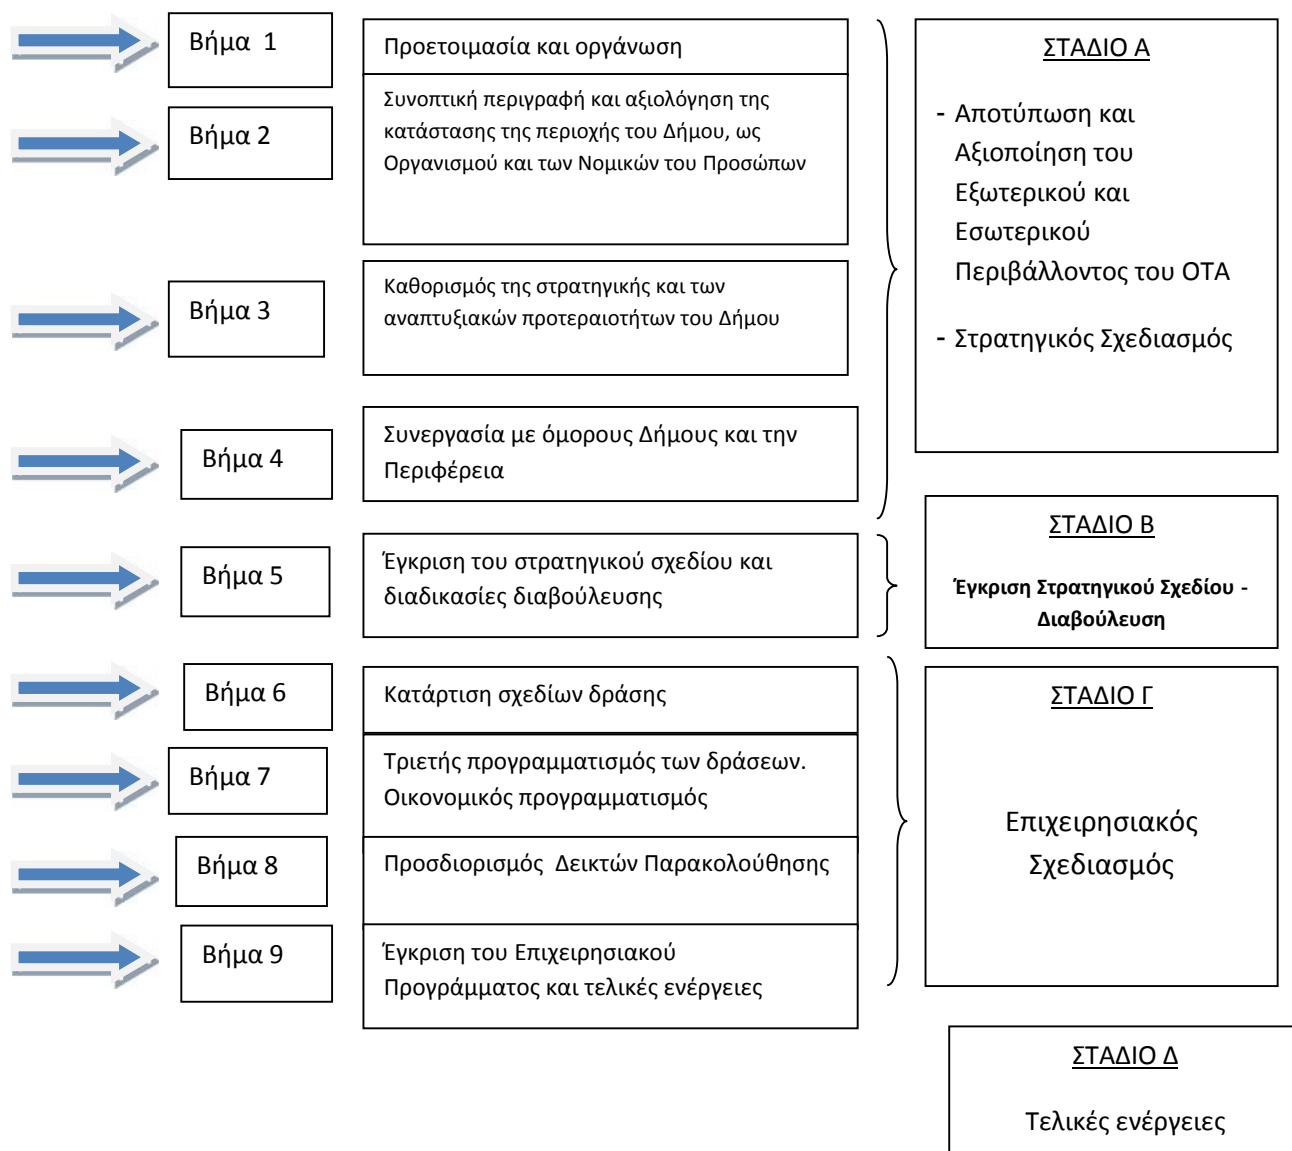 Βήμα 1
Προετοιμασία και οργάνωση
Βήμα 2
Συνοπτική περιγραφή και αξιολόγηση της
κατάστασης της περιοχής του Δήμου, ως
Οργανισμού και των Νομικών του Προσώπων
Βήμα 3
Καθορισμός της στρατηγικής και των
αναπτυξιακών προτεραιοτήτων του Δήμου
Βήμα 4
Συνεργασία με όμορους Δήμους και την
Περιφέρεια
ΣΤΑΔΙΟ Α
- Αποτύπωση και
Αξιοποίηση του
Εξωτερικού και
Εσωτερικού
Περιβάλλοντος του ΟΤΑ
- Στρατηγικός Σχεδιασμός
Βήμα 5
Έγκριση του στρατηγικού σχεδίου και
διαδικασίες διαβούλευσης
ΣΤΑΔΙΟ Β
Έγκριση Στρατηγικού Σχεδίου -
Διαβούλευση
Βήμα 6
Κατάρτιση σχεδίων δράσης
Βήμα 7
Τριετής προγραμματισμός των δράσεων.
Οικονομικός προγραμματισμός
Βήμα 8
Προσδιορισμός Δεικτών Παρακολούθησης
Βήμα 9
Έγκριση του Επιχειρησιακού
Προγράμματος και τελικές ενέργειες
ΣΤΑΔΙΟ Γ
Επιχειρησιακός
Σχεδιασμός
ΣΤΑΔΙΟ Δ
Τελικές ενέργειες